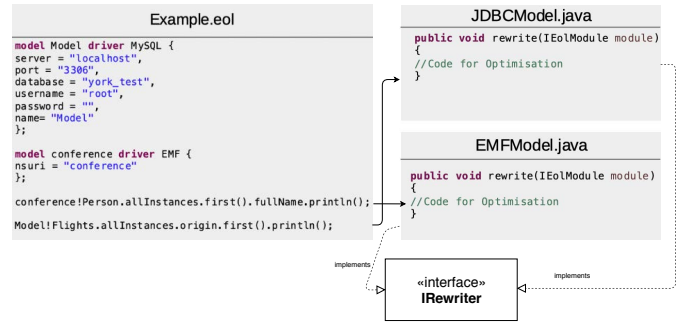 Example.eol
model Model driver MySQL {
server = "localhost",
port = "3306",
database = "york_test",
username = "root",
password = "",
name= "Model"
};
model conference driver EMF {
nsuri = "conference"
};
conference!Person.allInstances.first().fullName.println();
Model!Flights.allInstances.origin.first().println();
JDBCModel.java
public void rewrite(IEolModule module)
{
//Code for Optimisation
}
EMFModel.java
public void rewrite(IEolModule module)
{
//Code for Optimisation
}
implements
implements
«interface»
IRewriter